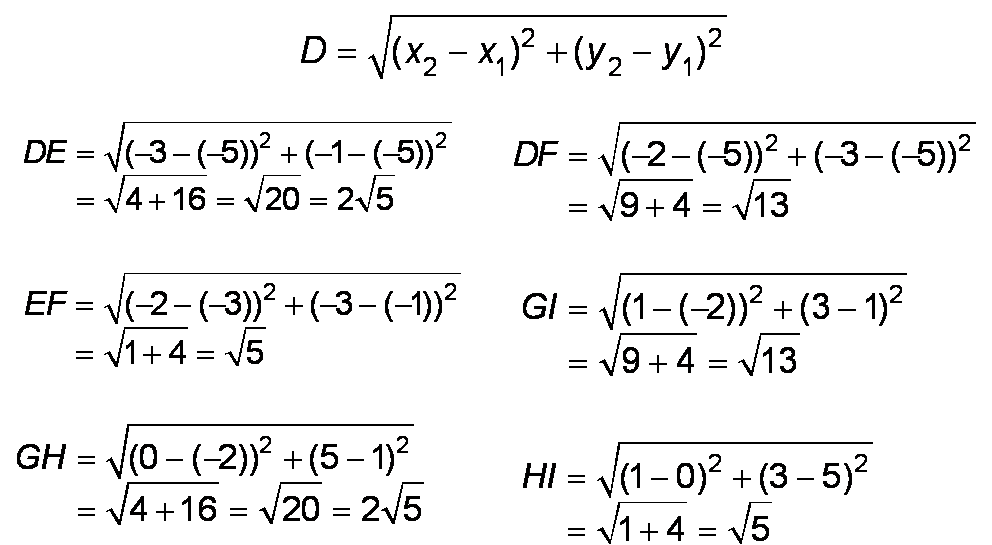 D = √((x₂ − x₁)² + (y₂ − y₁)²)
DE = √((−3 − (−5))² + (−1 − (−5))²)
= √(4 + 16) = √20 = 2√5
DF = √((−2 − (−5))² + (−3 − (−5))²)
= √(9 + 4) = √13
EF = √((−2 − (−3))² + (−3 − (−1))²)
= √(1 + 4) = √5
GI = √((1 − (−2))² + (3 − 1)²)
= √(9 + 4) = √13
GH = √((0 − (−2))² + (5 − 1)²)
= √(4 + 16) = √20 = 2√5
HI = √((1 − 0)² + (3 − 5)²)
= √(1 + 4) = √5